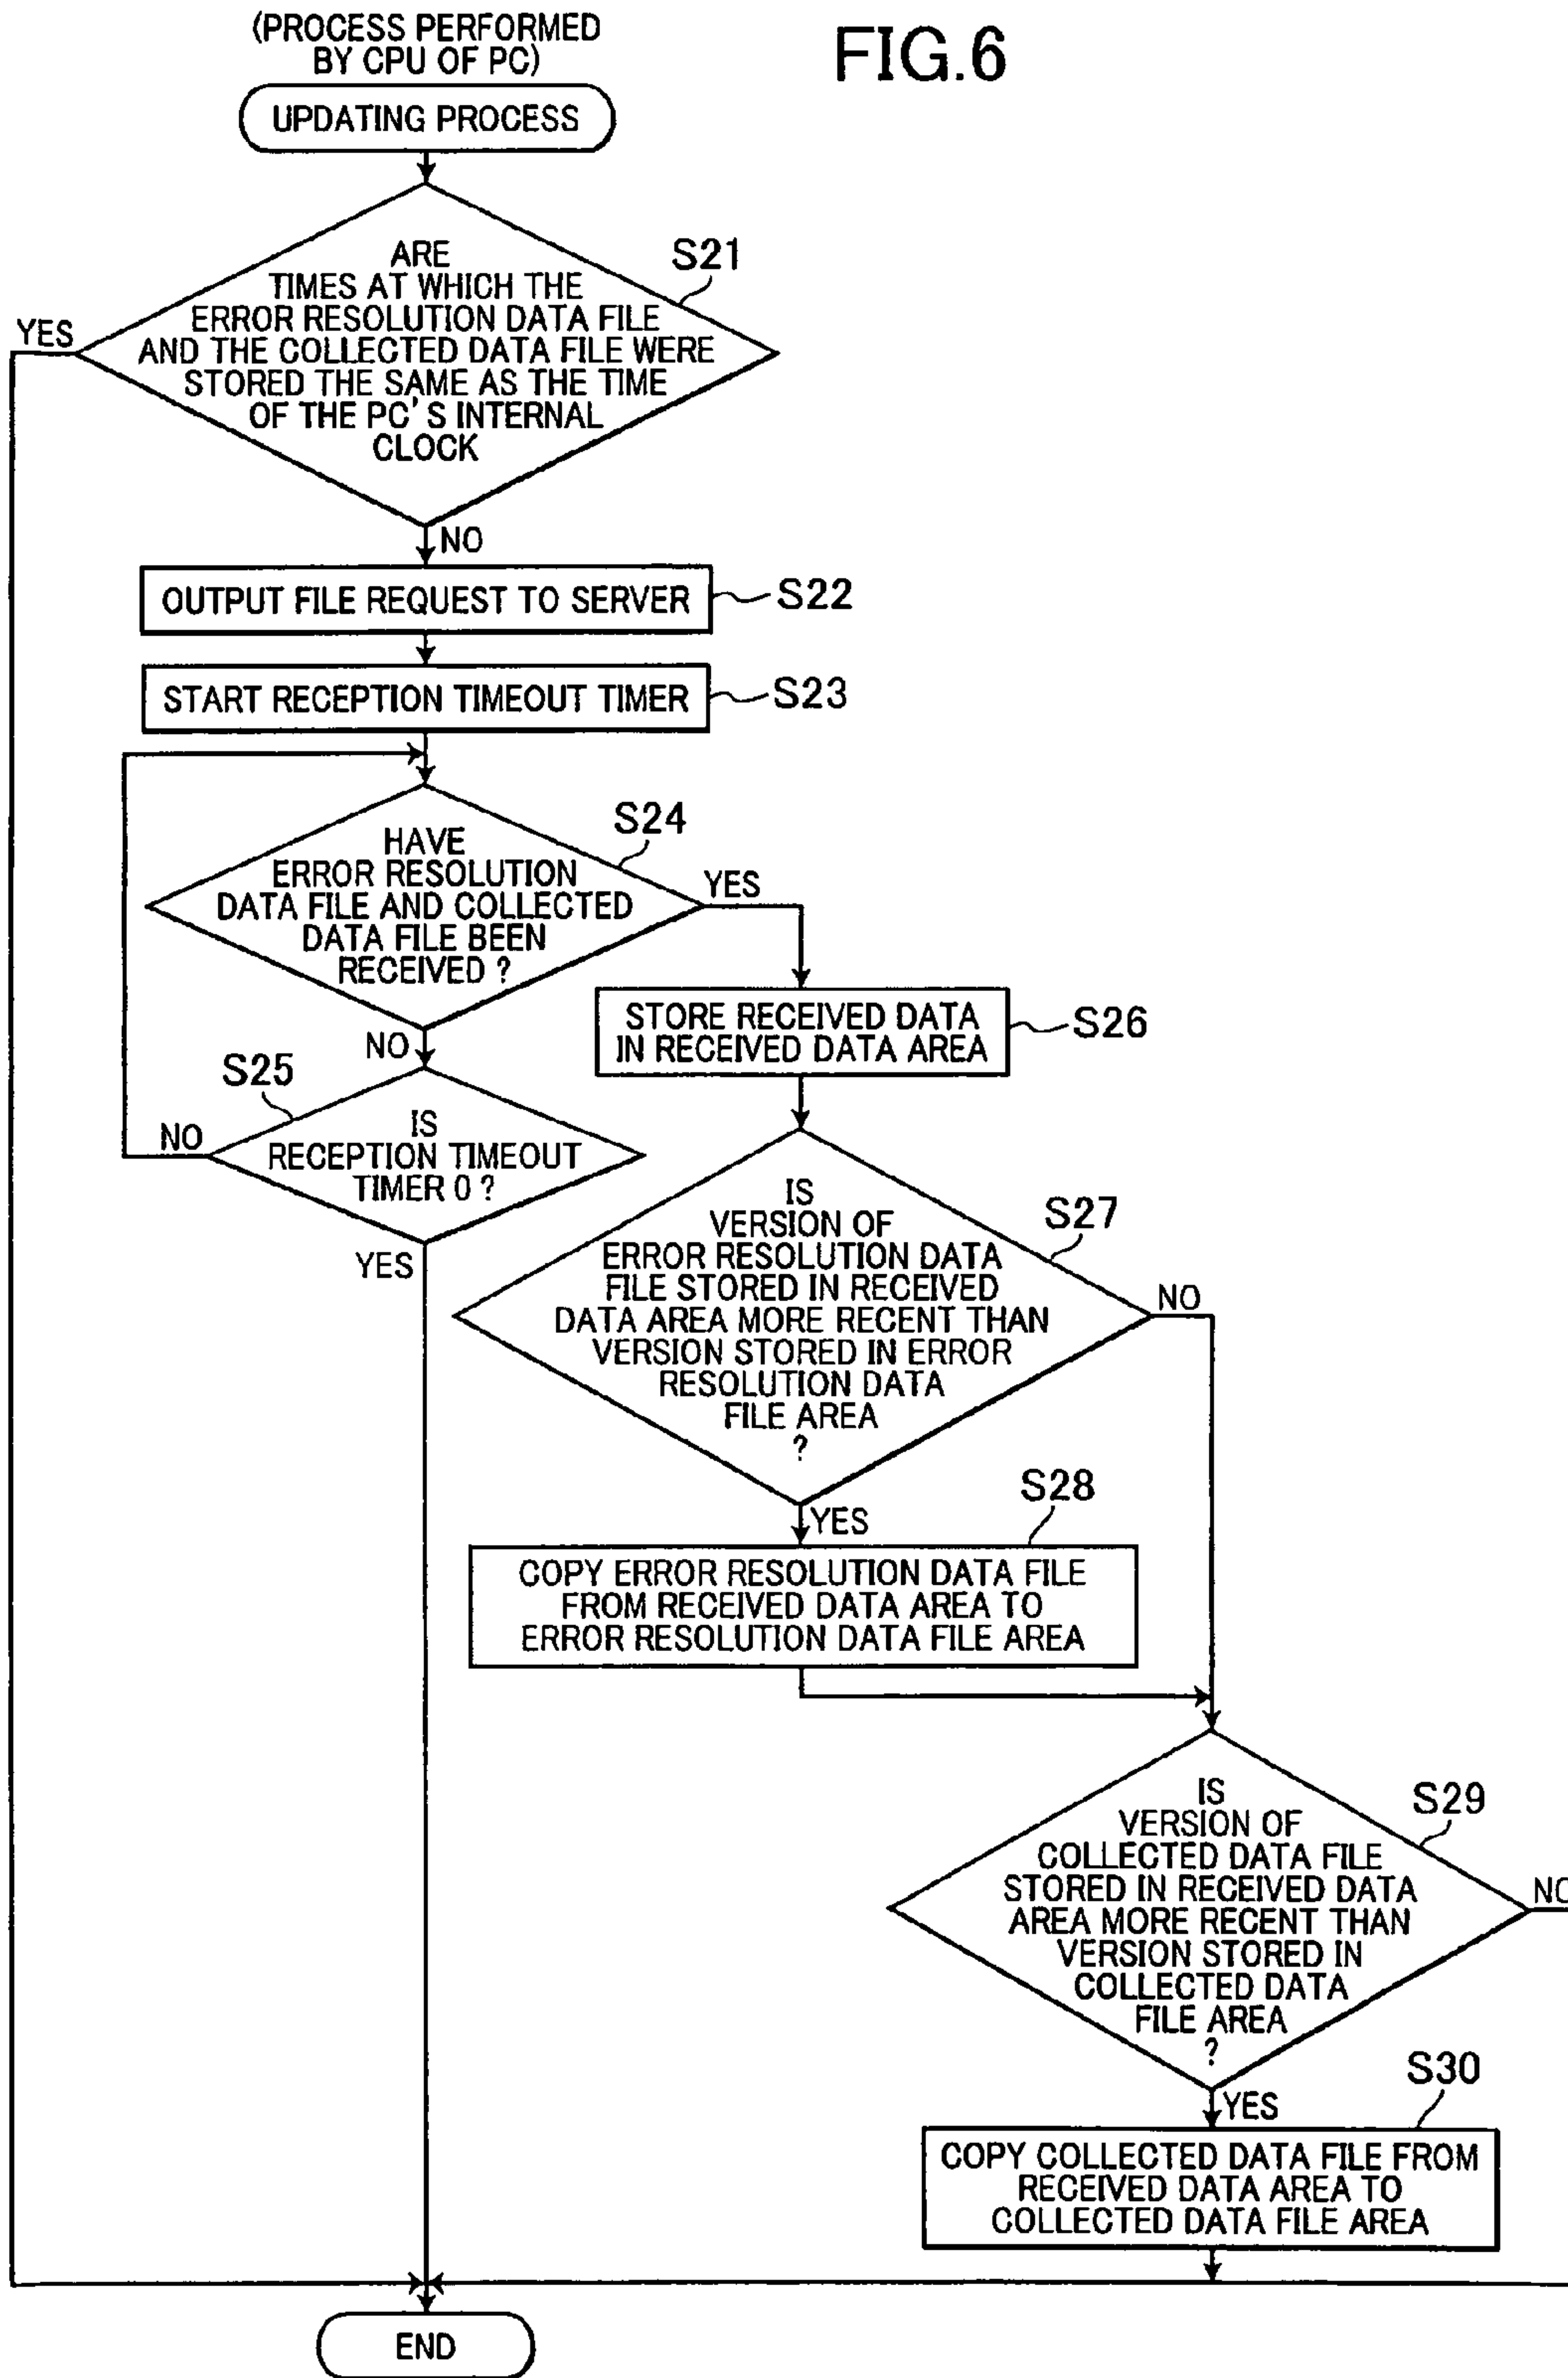 (PROCESS PERFORMED
BY CPU OF PC)
FIG.6
UPDATING PROCESS
S21
ARE
TIMES AT WHICH THE
ERROR RESOLUTION DATA FILE
AND THE COLLECTED DATA FILE WERE
STORED THE SAME AS THE TIME
OF THE PC'S INTERNAL
CLOCK
YES
NO
OUTPUT FILE REQUEST TO SERVER
S22
START RECEPTION TIMEOUT TIMER
S23
S24
HAVE
ERROR RESOLUTION
DATA FILE AND COLLECTED
DATA FILE BEEN
RECEIVED ?
YES
NO
STORE RECEIVED DATA
IN RECEIVED DATA AREA
S26
S25
IS
RECEPTION TIMEOUT
TIMER 0 ?
NO
YES
S27
IS
VERSION OF
ERROR RESOLUTION DATA
FILE STORED IN RECEIVED
DATA AREA MORE RECENT THAN
VERSION STORED IN ERROR
RESOLUTION DATA
FILE AREA
?
NO
YES
S28
COPY ERROR RESOLUTION DATA FILE
FROM RECEIVED DATA AREA TO
ERROR RESOLUTION DATA FILE AREA
S29
IS
VERSION OF
COLLECTED DATA FILE
STORED IN RECEIVED DATA
AREA MORE RECENT THAN
VERSION STORED IN
COLLECTED DATA
FILE AREA
?
NO
YES
S30
COPY COLLECTED DATA FILE FROM
RECEIVED DATA AREA TO
COLLECTED DATA FILE AREA
END